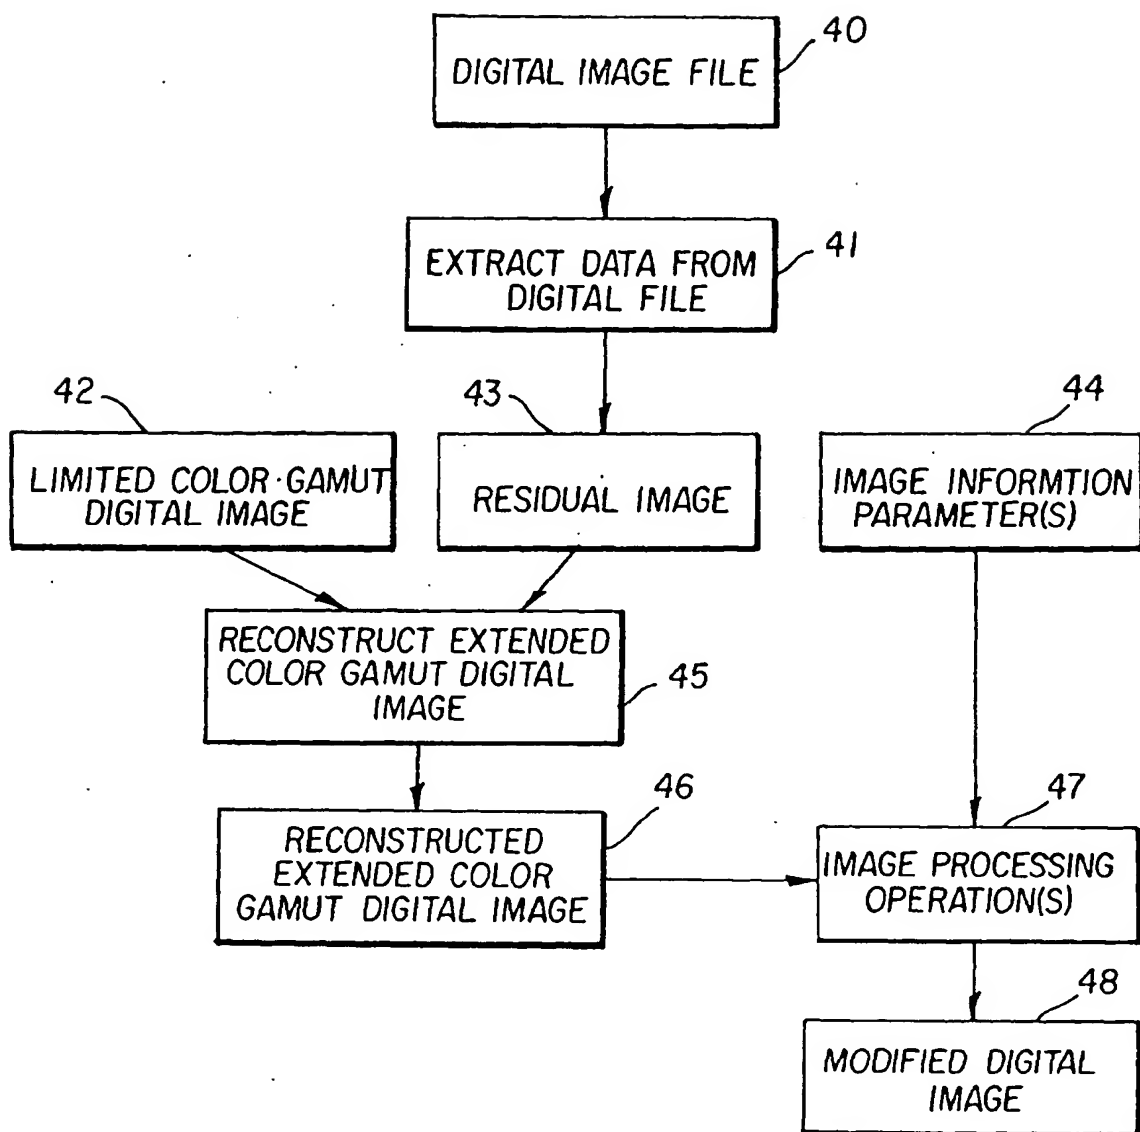 40
DIGITAL IMAGE FILE
41
EXTRACT DATA FROM
DIGITAL FILE
42
43
44
LIMITED COLOR·GAMUT
DIGITAL IMAGE
RESIDUAL IMAGE
IMAGE INFORMTION
PARAMETER(S)
RECONSTRUCT EXTENDED
COLOR GAMUT DIGITAL
IMAGE
45
46
47
RECONSTRUCTED
EXTENDED COLOR
GAMUT DIGITAL IMAGE
IMAGE PROCESSING
OPERATION(S)
48
MODIFIED DIGITAL
IMAGE